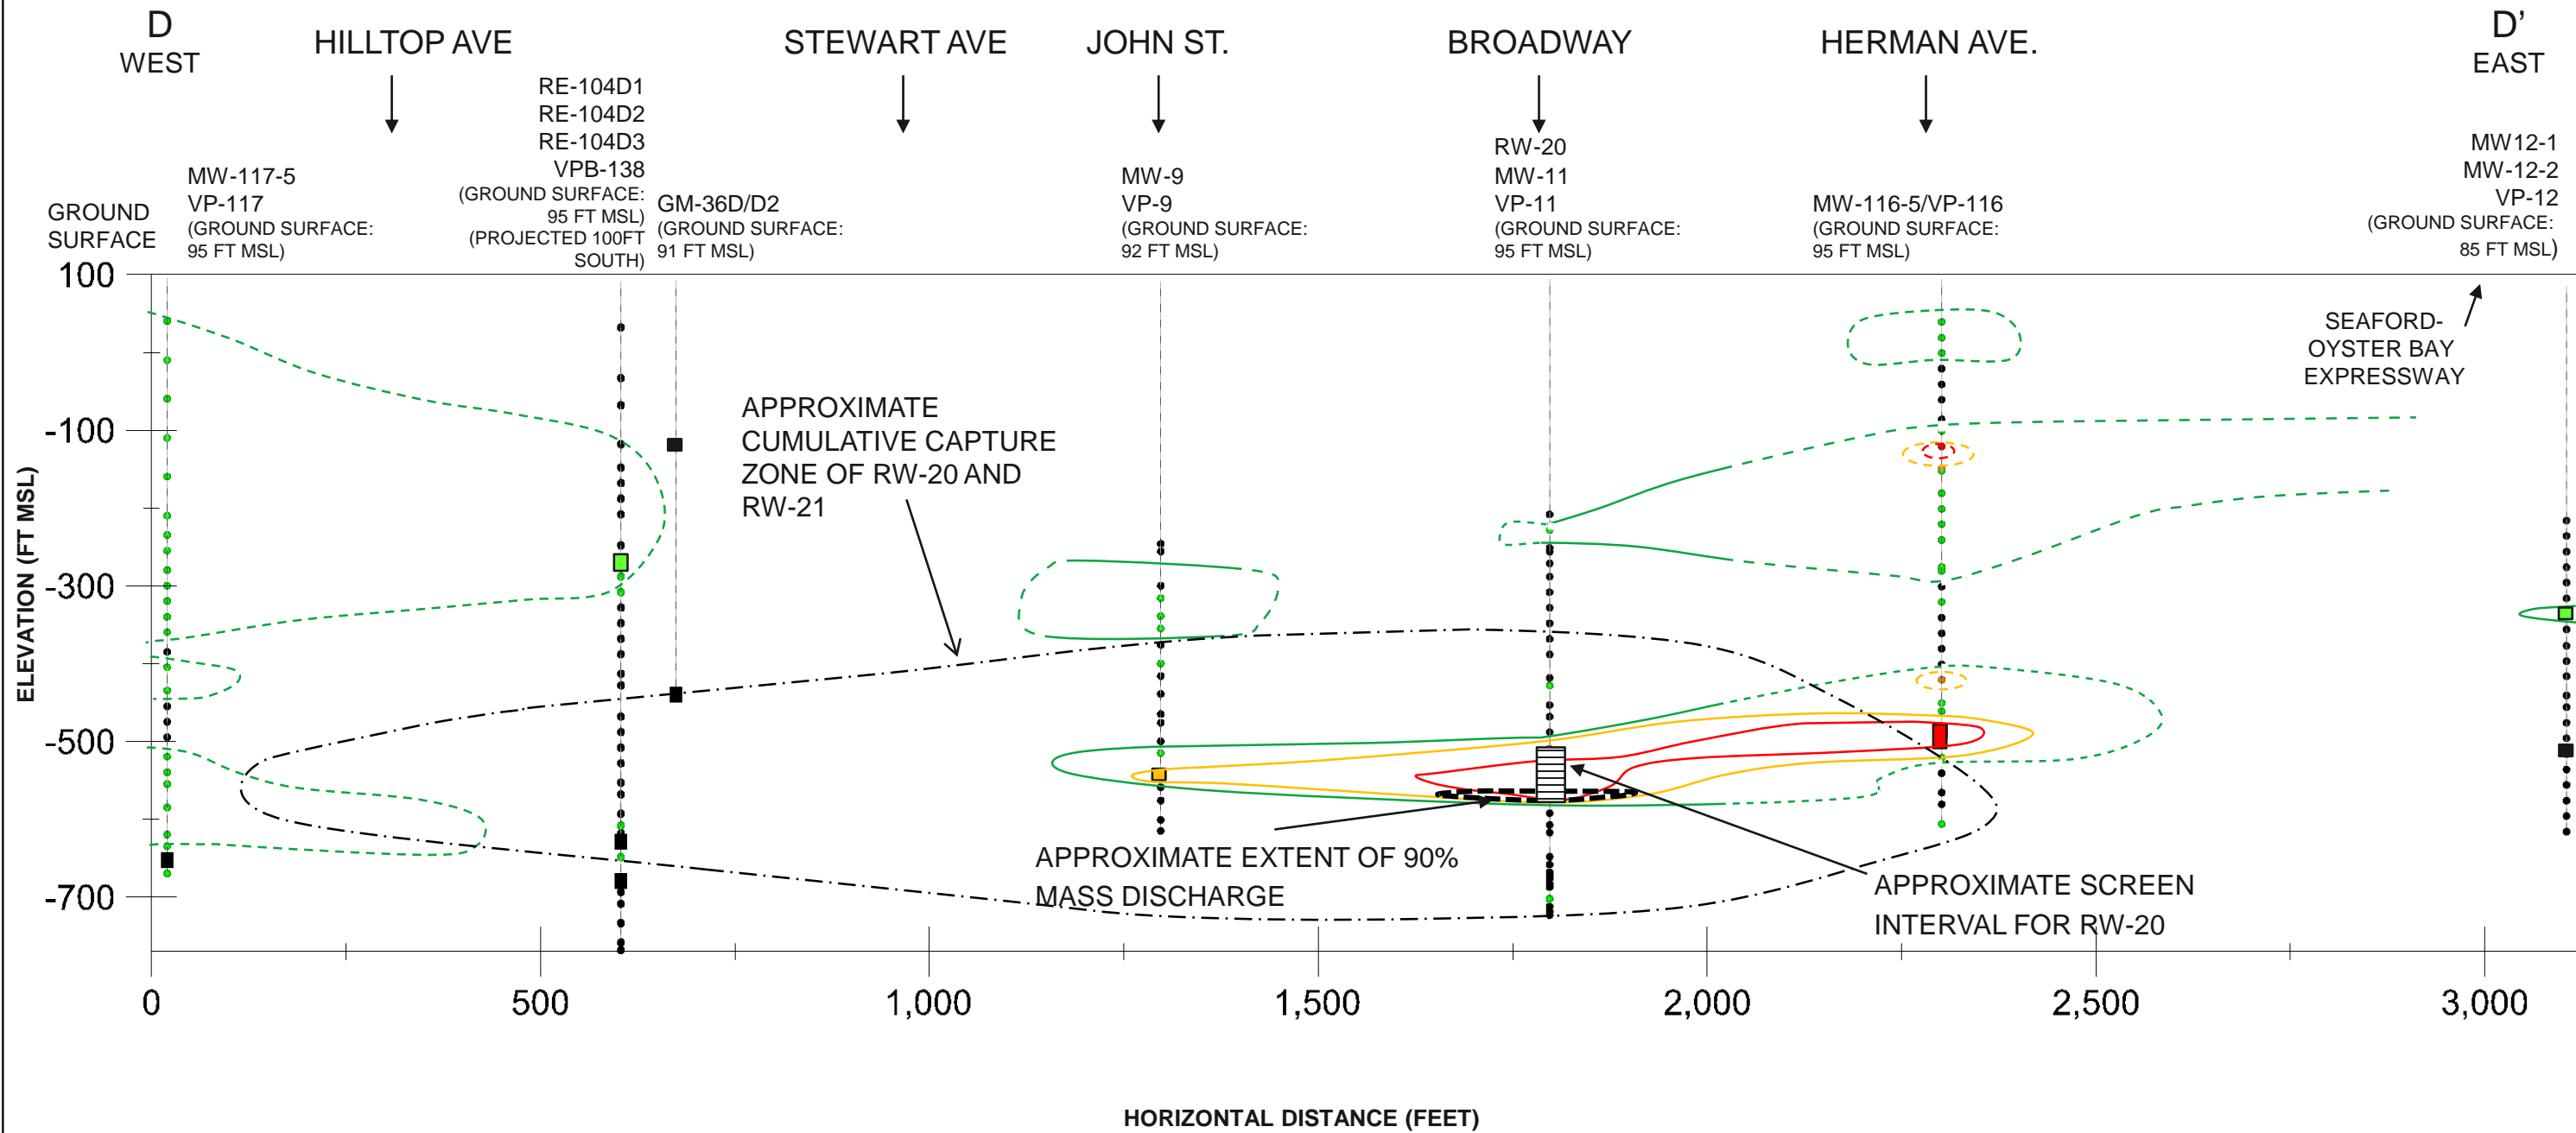 D
WEST
HILLTOP AVE
STEWART AVE
JOHN ST.
BROADWAY
HERMAN AVE.
D'
EAST
MW-117-5
VP-117
(GROUND SURFACE:
95 FT MSL)
RE-104D1
RE-104D2
RE-104D3
VPB-138
(GROUND SURFACE:
95 FT MSL)
(PROJECTED 100FT
SOUTH)
GM-36D/D2
(GROUND SURFACE:
91 FT MSL)
MW-9
VP-9
(GROUND SURFACE:
92 FT MSL)
RW-20
MW-11
VP-11
(GROUND SURFACE:
95 FT MSL)
MW-116-5/VP-116
(GROUND SURFACE:
95 FT MSL)
MW12-1
MW-12-2
VP-12
(GROUND SURFACE:
85 FT MSL)
GROUND
SURFACE
100
-100
-300
-500
-700
ELEVATION (FT MSL)
SEAFORD-
OYSTER BAY
EXPRESSWAY
APPROXIMATE
CUMULATIVE CAPTURE
ZONE OF RW-20 AND
RW-21
APPROXIMATE EXTENT OF 90%
MASS DISCHARGE
APPROXIMATE SCREEN
INTERVAL FOR RW-20
0
500
1,000
1,500
2,000
2,500
3,000
HORIZONTAL DISTANCE (FEET)